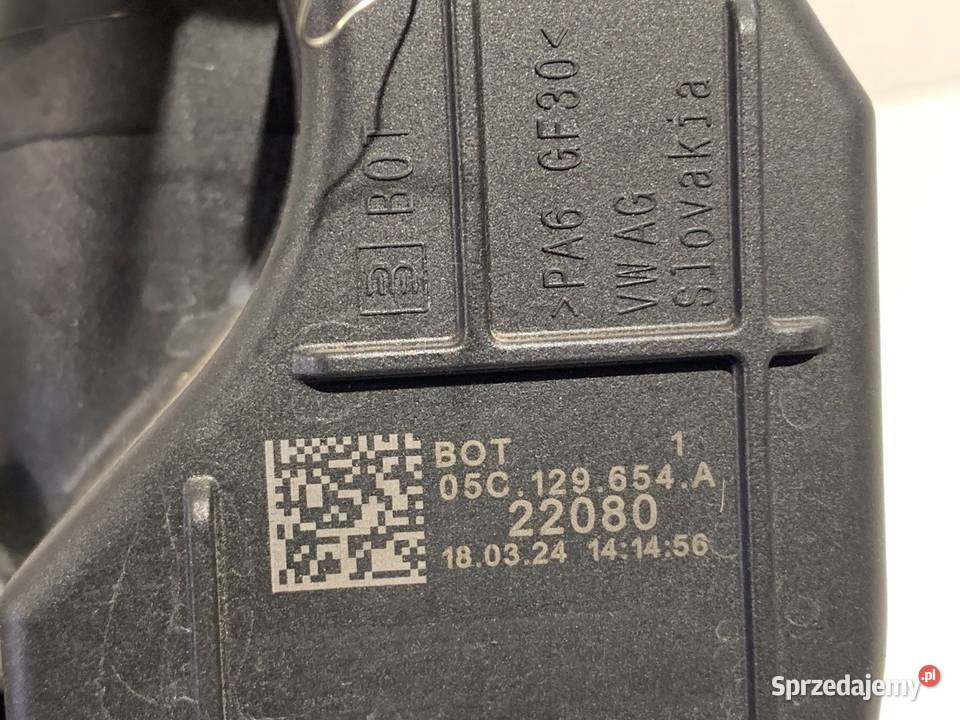 B01
>PA6 GF30<
VW AG
Slovakia
BOT 1
05C.129.654.A
22080
18.03.24 14:14:56
Sprzedajemy.pl